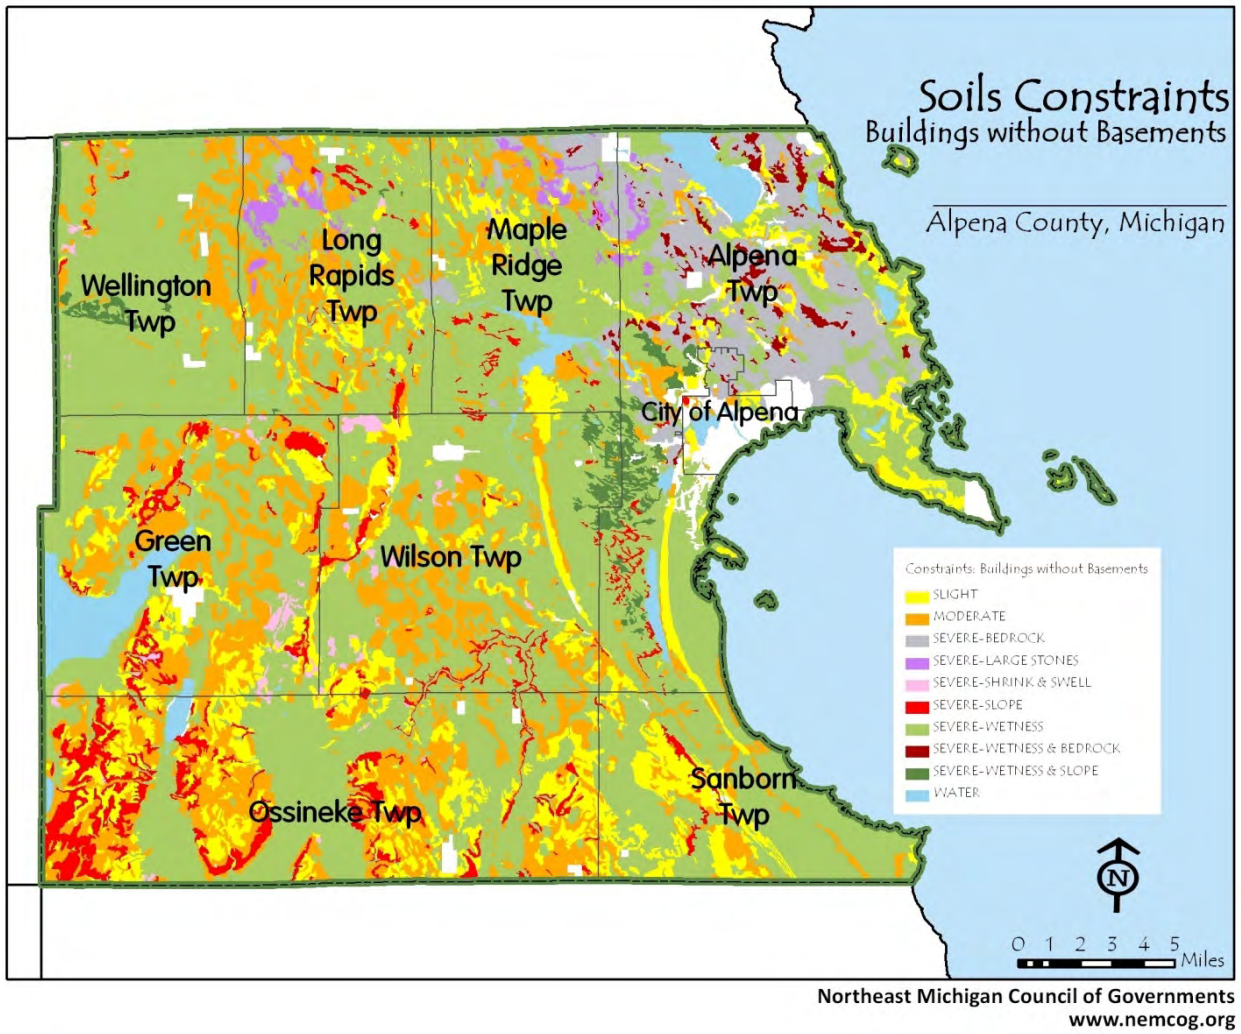 Soils Constraints
Buildings without Basements
Alpena County, Michigan
Long
Rapids
Twp
Maple
Ridge
Twp
Alpena
Twp
Wellington
Twp
City of Alpena
Green
Twp
Wilson Twp
Ossineke Twp
Sanborn
Twp
Constraints: Buildings without Basements
SLIGHT
MODERATE
SEVERE-BEDROCK
SEVERE-LARGE STONES
SEVERE-SHRINK & SWELL
SEVERE-SLOPE
SEVERE-WETNESS
SEVERE-WETNESS & BEDROCK
SEVERE-WETNESS & SLOPE
WATER
N
0 1 2 3 4 5
Miles
Northeast Michigan Council of Governments
www.nemcog.org